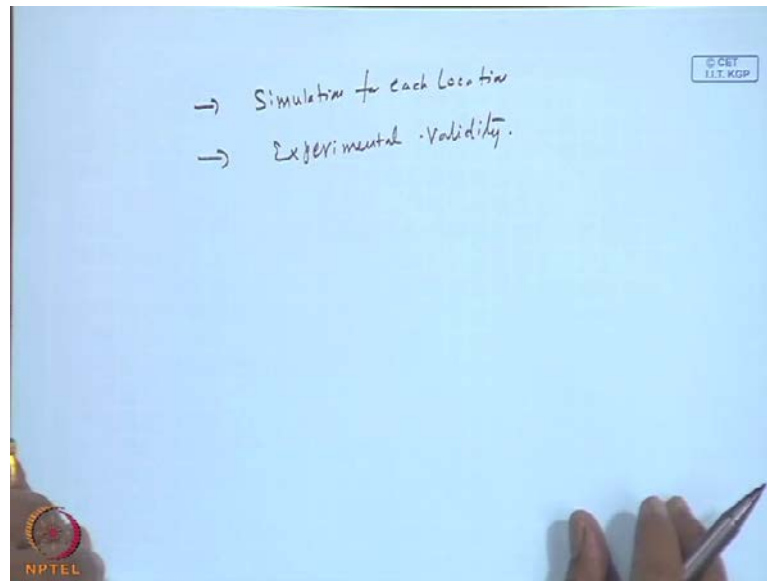 © CET
I.I.T. KGP
→ Simulation for each Location
→ Experimental validity.
NPTEL